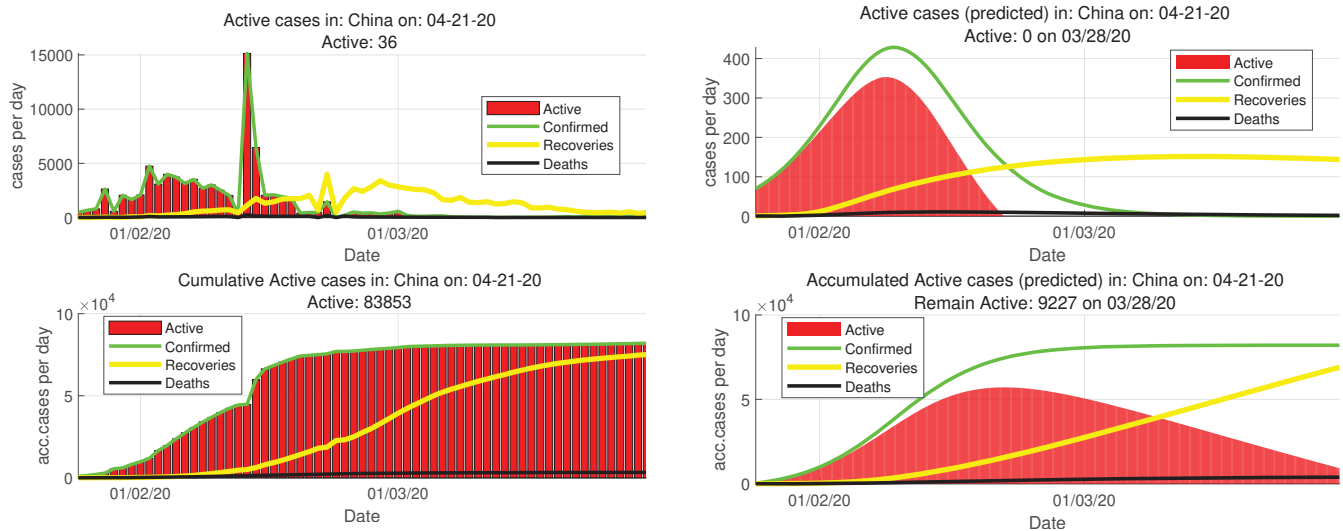 Active cases in: China on: 04-21-20
Active: 36
cases per day
15000
10000
5000
0
01/02/20
01/03/20
Date
Active
Confirmed
Recoveries
Deaths
Active cases (predicted) in: China on: 04-21-20
Active: 0 on 03/28/20
cases per day
400
300
200
100
0
01/02/20
01/03/20
Date
Active
Confirmed
Recoveries
Deaths
Cumulative Active cases in: China on: 04-21-20
Active: 83853
×10⁴
acc.cases per day
10
5
0
01/02/20
01/03/20
Date
Active
Confirmed
Recoveries
Deaths
Accumulated Active cases (predicted) in: China on: 04-21-20
Remain Active: 9227 on 03/28/20
×10⁴
acc.cases per day
10
5
0
01/02/20
01/03/20
Date
Active
Confirmed
Recoveries
Deaths